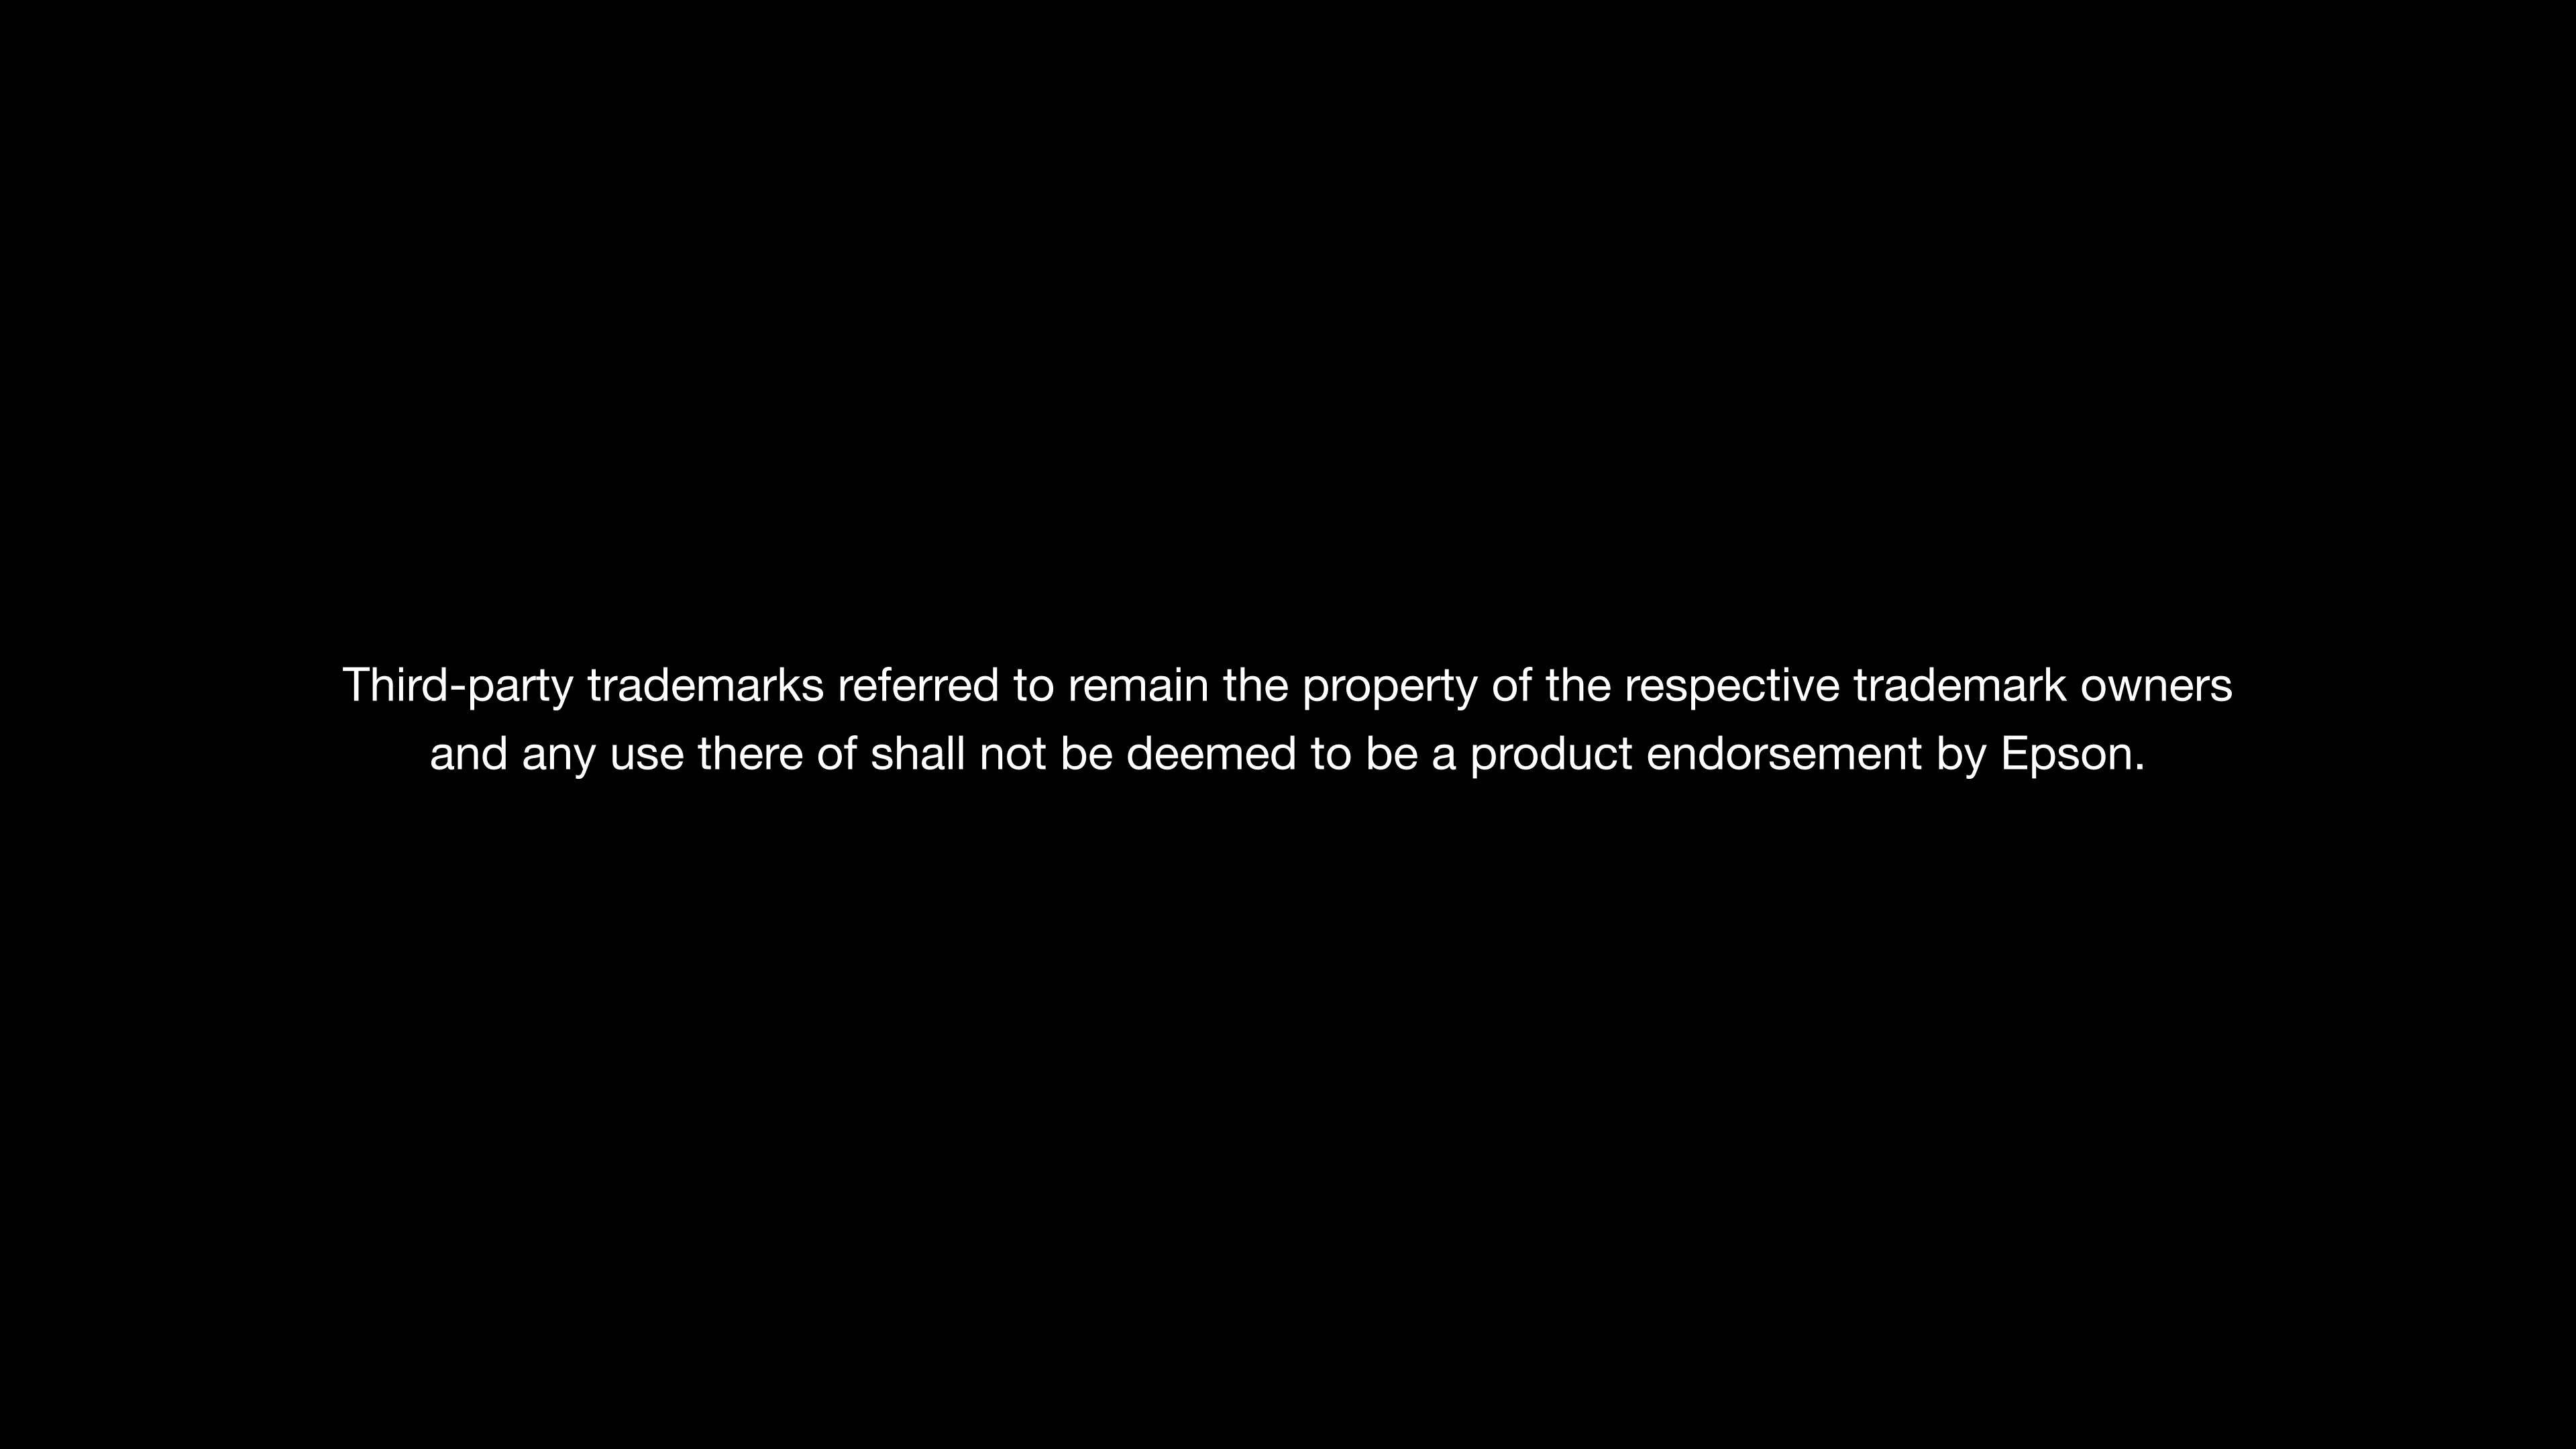 Third-party trademarks referred to remain the property of the respective trademark owners
and any use there of shall not be deemed to be a product endorsement by Epson.